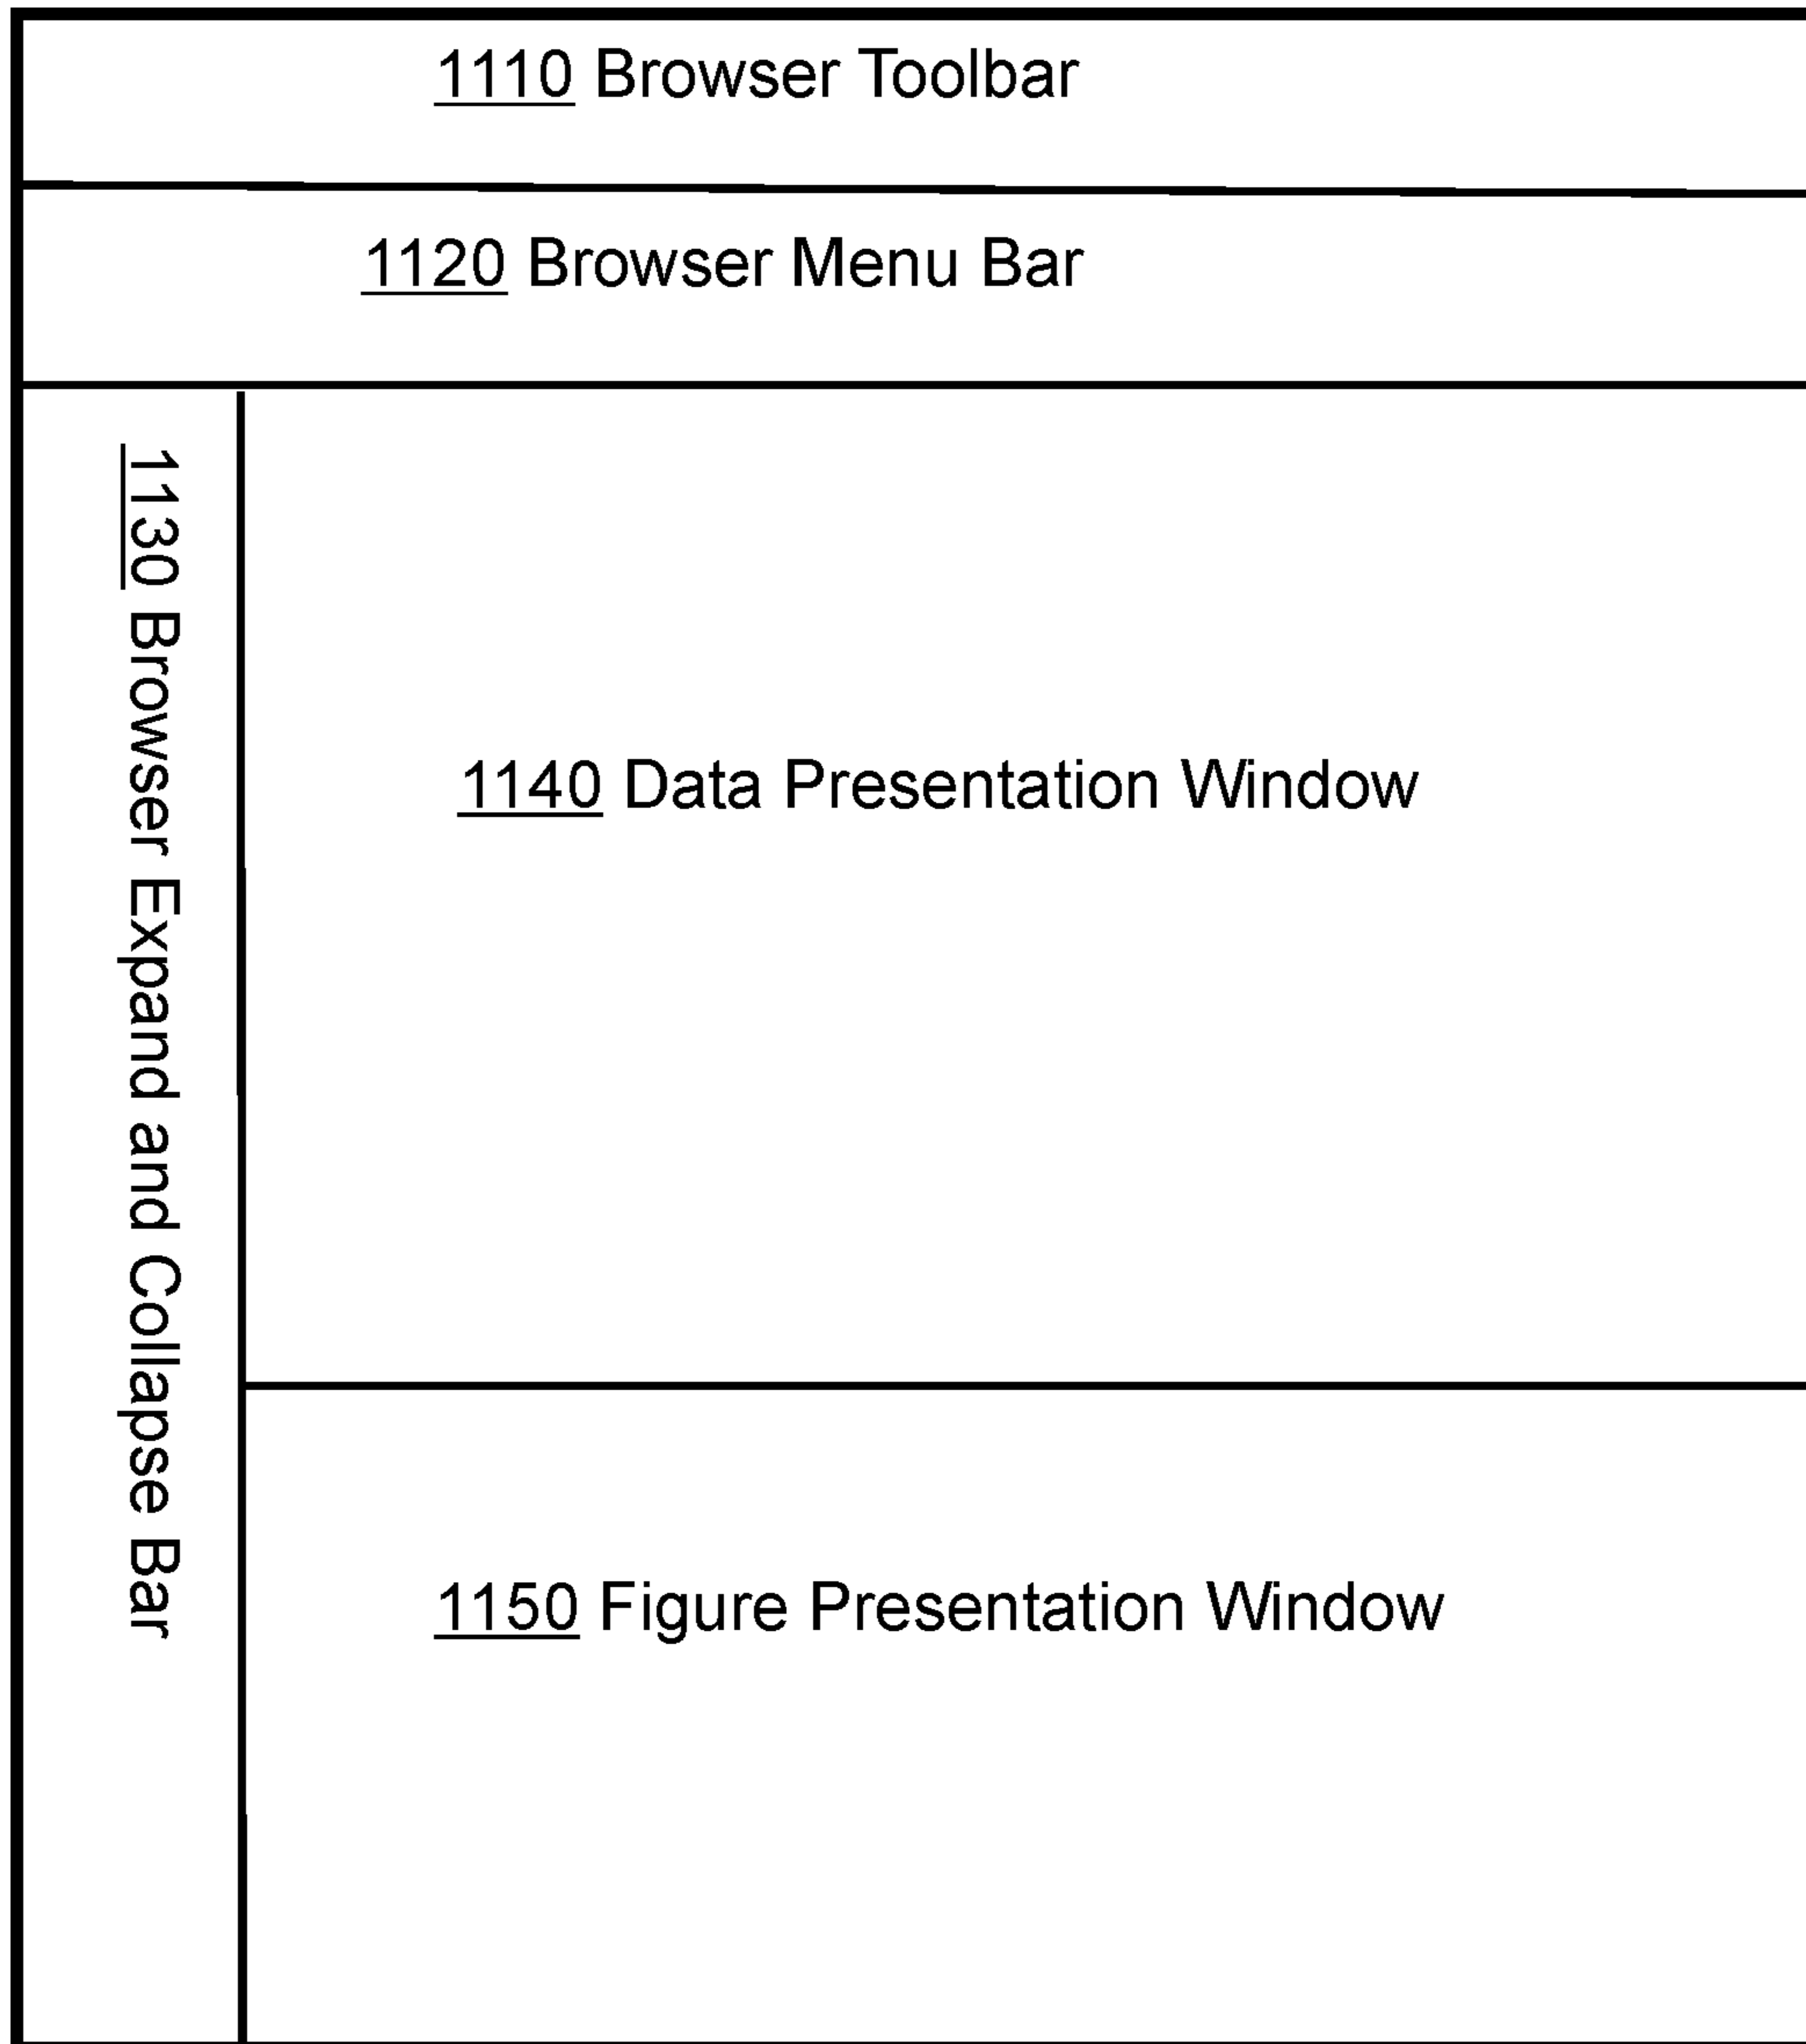 1110 Browser Toolbar
1120 Browser Menu Bar
1130 Browser Expand and Collapse Bar
1140 Data Presentation Window
1150 Figure Presentation Window